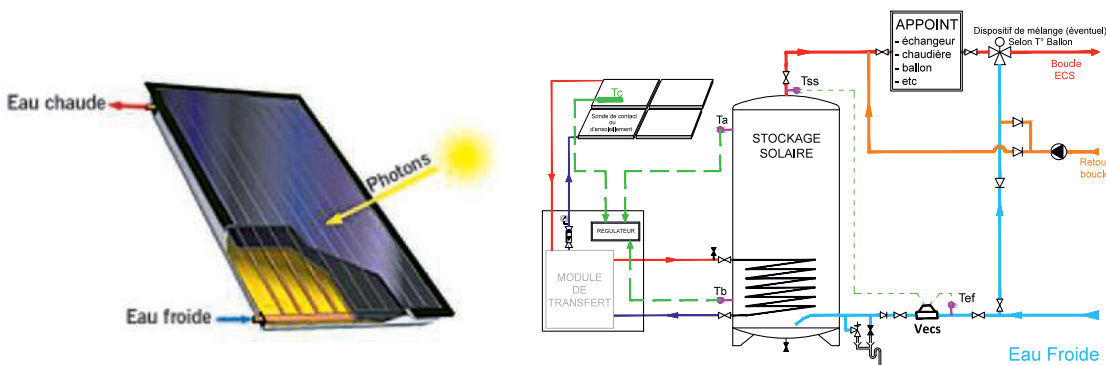 Eau chaude
Photons
Eau froide
APPOINT
- échangeur
- chaudière
- ballon
- etc
Dispositif de mélange (éventuel)
Selon T° Ballon
Boucle
ECS
Tss
Tc
Sonde de contact
ou
d'ensoleillement
Ta
STOCKAGE
SOLAIRE
Retour
boucle
RÉGULATEUR
MODULE
DE
TRANSFERT
Tb
Tef
Vecs
Eau Froide